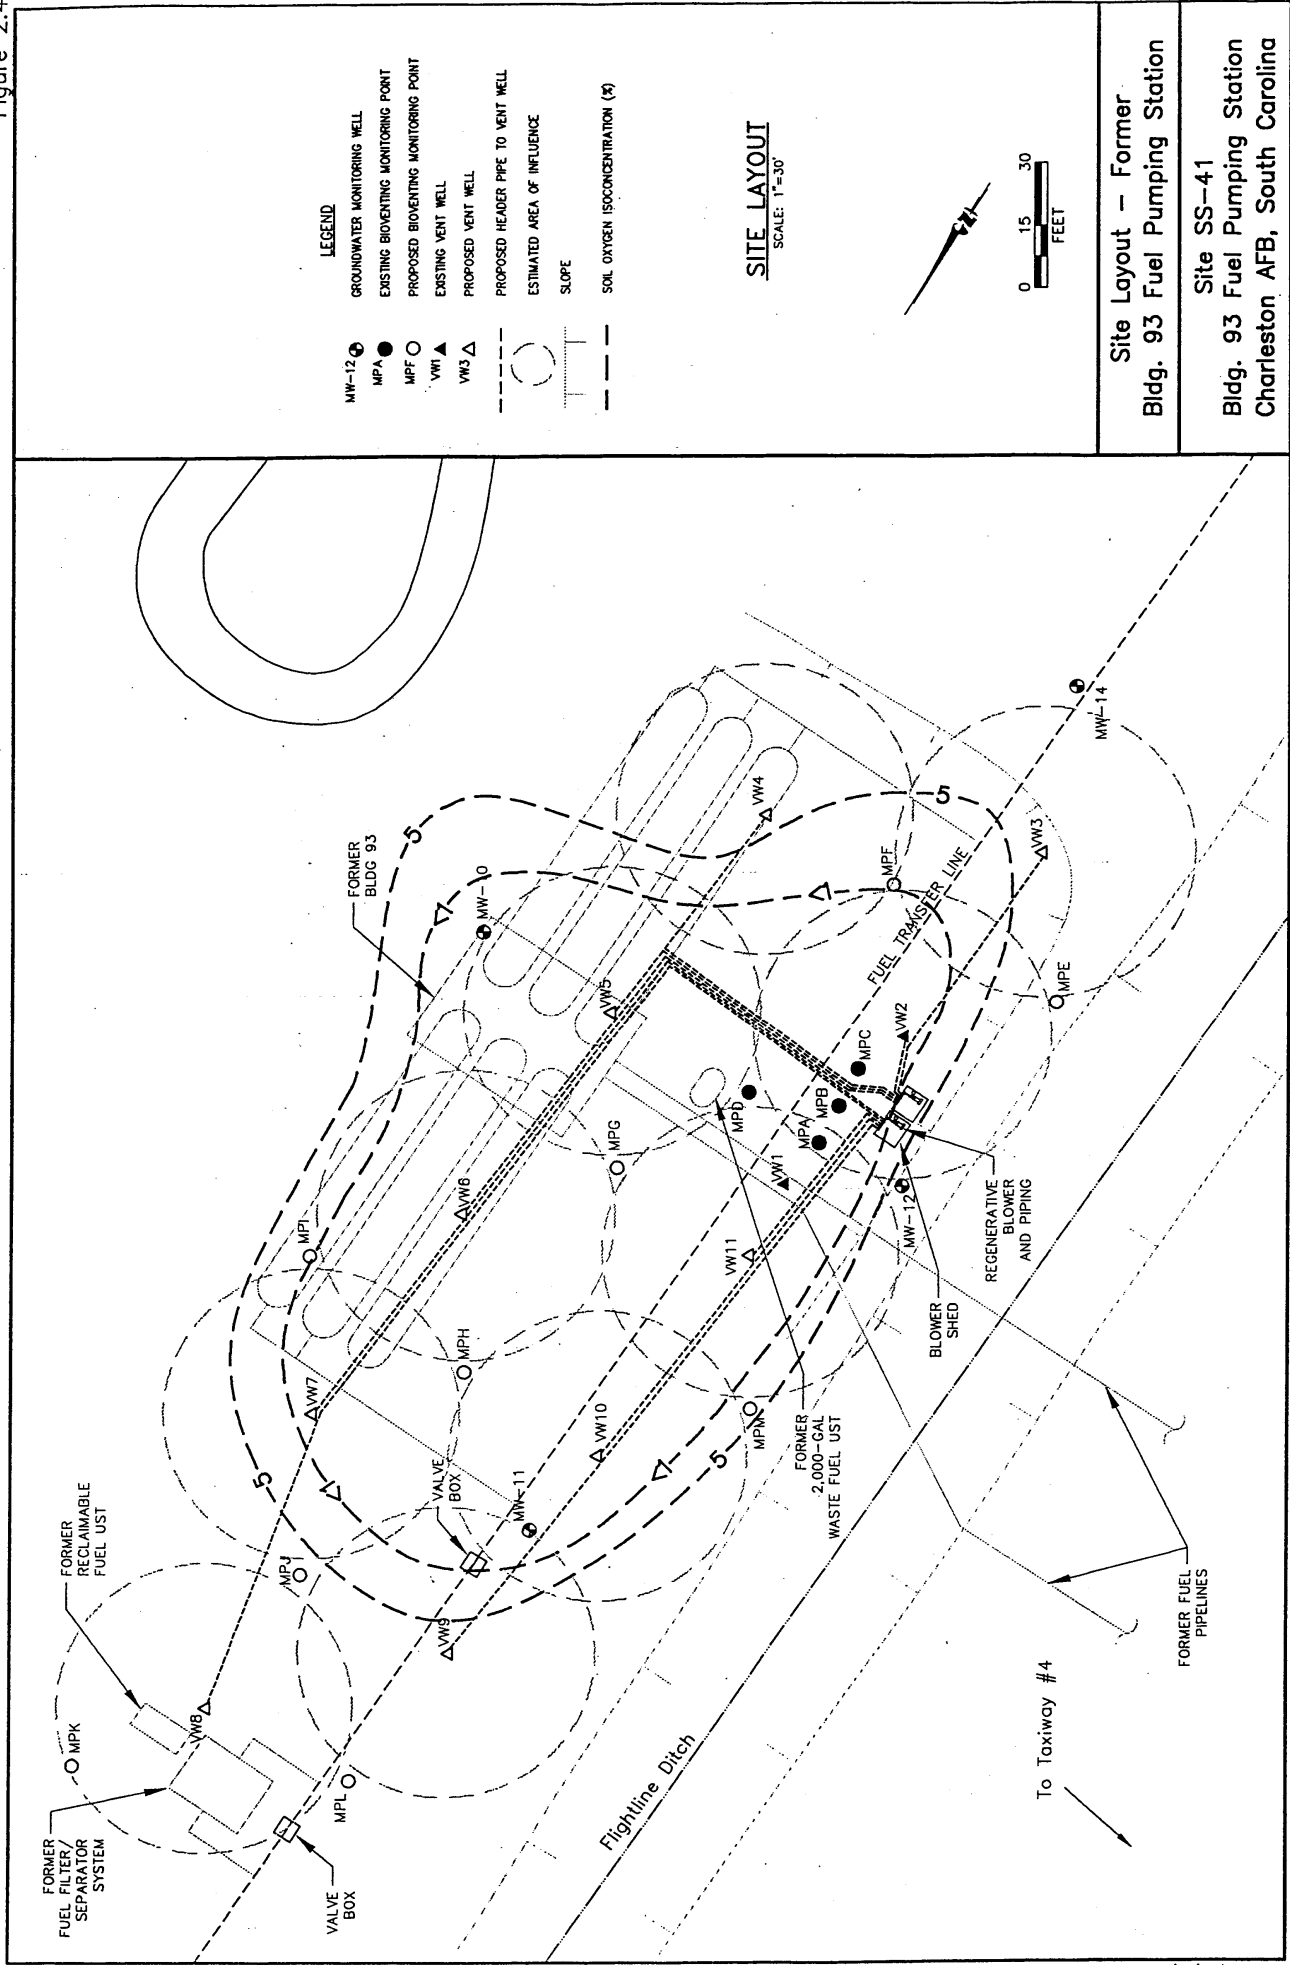 Figure 2.4
LEGEND
MW-12 GROUNDWATER MONITORING WELL
MPA EXISTING BIOVENTING MONITORING POINT
MPF PROPOSED BIOVENTING MONITORING POINT
VW1 EXISTING VENT WELL
VW3 PROPOSED VENT WELL
PROPOSED HEADER PIPE TO VENT WELL
ESTIMATED AREA OF INFLUENCE
SLOPE
SOIL OXYGEN ISOCONCENTRATION (%)
SITE LAYOUT
SCALE: 1"=30'
0 15 30
FEET
Site Layout – Former
Bldg. 93 Fuel Pumping Station
Site SS-41
Bldg. 93 Fuel Pumping Station
Charleston AFB, South Carolina
FORMER
FUEL FILTER/
SEPARATOR
SYSTEM
FORMER
RECLAIMABLE
FUEL UST
FORMER
BLDG 93
MPK
VW8
MPJ
MPL
VALVE
BOX
VW7
MPI
5
5
MW-10
VW6
VW5
VW4
MPH
MPG
VALVE
BOX
MW-11
VW9
VW10
VW11
VW1
MPD
MPA
MPB
MPC
VW2
MPF
FUEL TRANSFER LINE
5
VW3
MPE
MW-14
MW-12
MPM
5
FORMER
2,000-GAL
WASTE FUEL UST
BLOWER
SHED
REGENERATIVE
BLOWER
AND PIPING
Flightline Ditch
To Taxiway #4
FORMER FUEL
PIPELINES